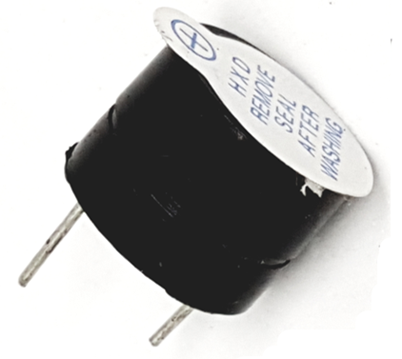 +
HXD
REMOVE
SEAL
AFTER
WASHING